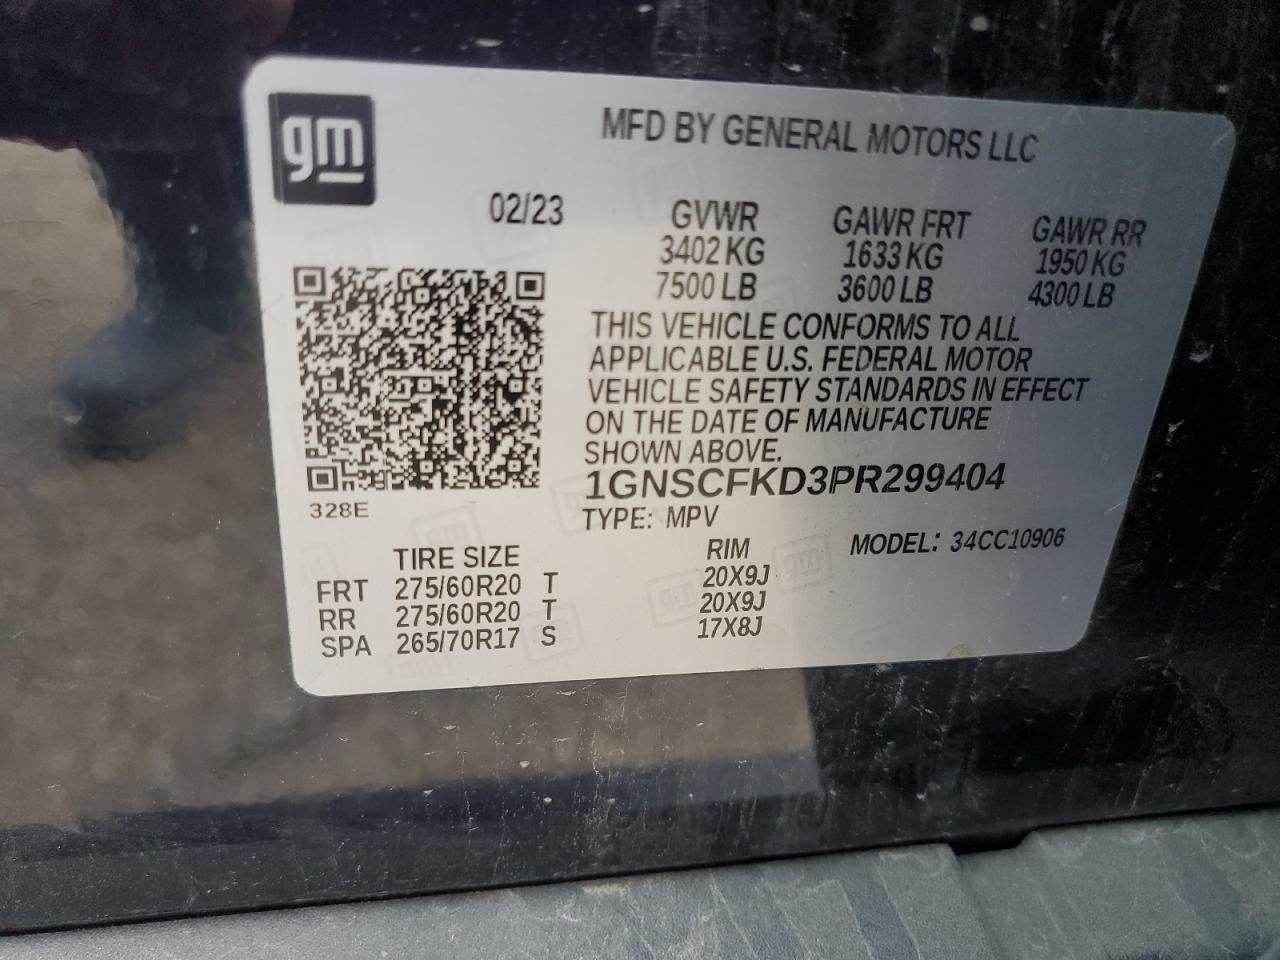 gm
MFD BY GENERAL MOTORS LLC
02/23 GVWR GAWR FRT GAWR RR
3402 KG 1633 KG 1950 KG
7500 LB 3600 LB 4300 LB
THIS VEHICLE CONFORMS TO ALL
APPLICABLE U.S. FEDERAL MOTOR
VEHICLE SAFETY STANDARDS IN EFFECT
ON THE DATE OF MANUFACTURE
SHOWN ABOVE.
1GNSCFKD3PR299404
328E
TYPE: MPV
MODEL: 34CC10906
TIRE SIZE RIM
FRT 275/60R20 T 20X9J
RR 275/60R20 T 20X9J
SPA 265/70R17 S 17X8J